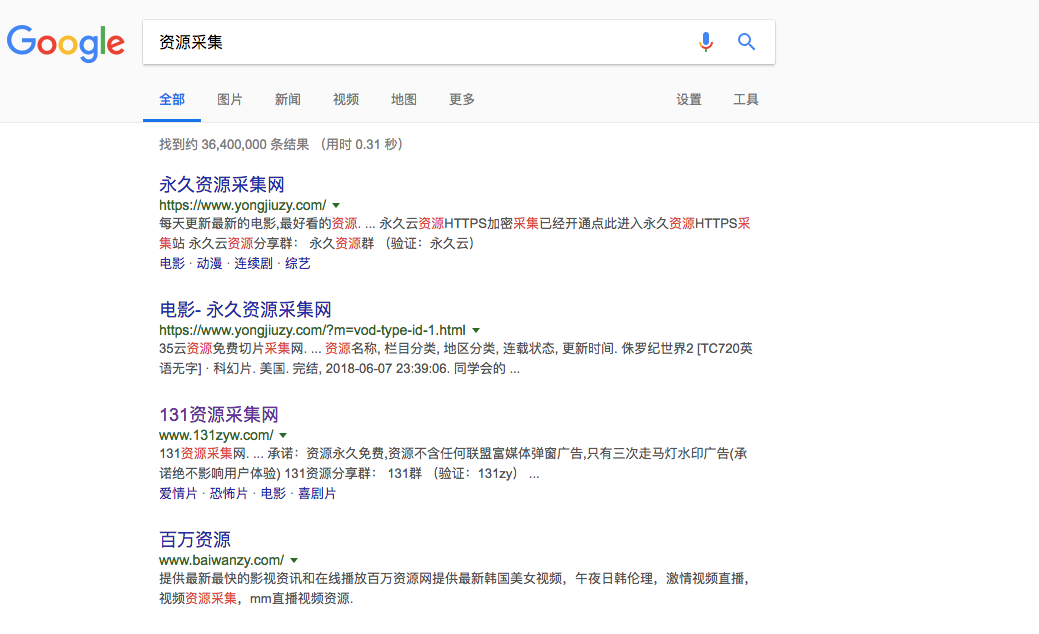 Google
资源采集
全部 图片 新闻 视频 地图 更多 设置 工具
找到约 36,400,000 条结果 （用时 0.31 秒）
永久资源采集网
https://www.yongjiuzy.com/
每天更新最新的电影,最好看的资源. ... 永久云资源HTTPS加密采集已经开通点此进入永久资源HTTPS采
集站 永久云资源分享群： 永久资源群 （验证：永久云）
电影 · 动漫 · 连续剧 · 综艺
电影- 永久资源采集网
https://www.yongjiuzy.com/?m=vod-type-id-1.html
35云资源免费切片采集网. ... 资源名称, 栏目分类, 地区分类, 连载状态, 更新时间. 侏罗纪世界2 [TC720英
语无字] · 科幻片. 美国. 完结, 2018-06-07 23:39:06. 同学会的 ...
131资源采集网
www.131zyw.com/
131资源采集网. ... 承诺：资源永久免费,资源不含任何联盟富媒体弹窗广告,只有三次走马灯水印广告(承
诺绝不影响用户体验) 131资源分享群： 131群 （验证：131zy） ...
爱情片 · 恐怖片 · 电影 · 喜剧片
百万资源
www.baiwanzy.com/
提供最新最快的影视资讯和在线播放百万资源网提供最新韩国美女视频，午夜日韩伦理，激情视频直播，
视频资源采集，mm直播视频资源.